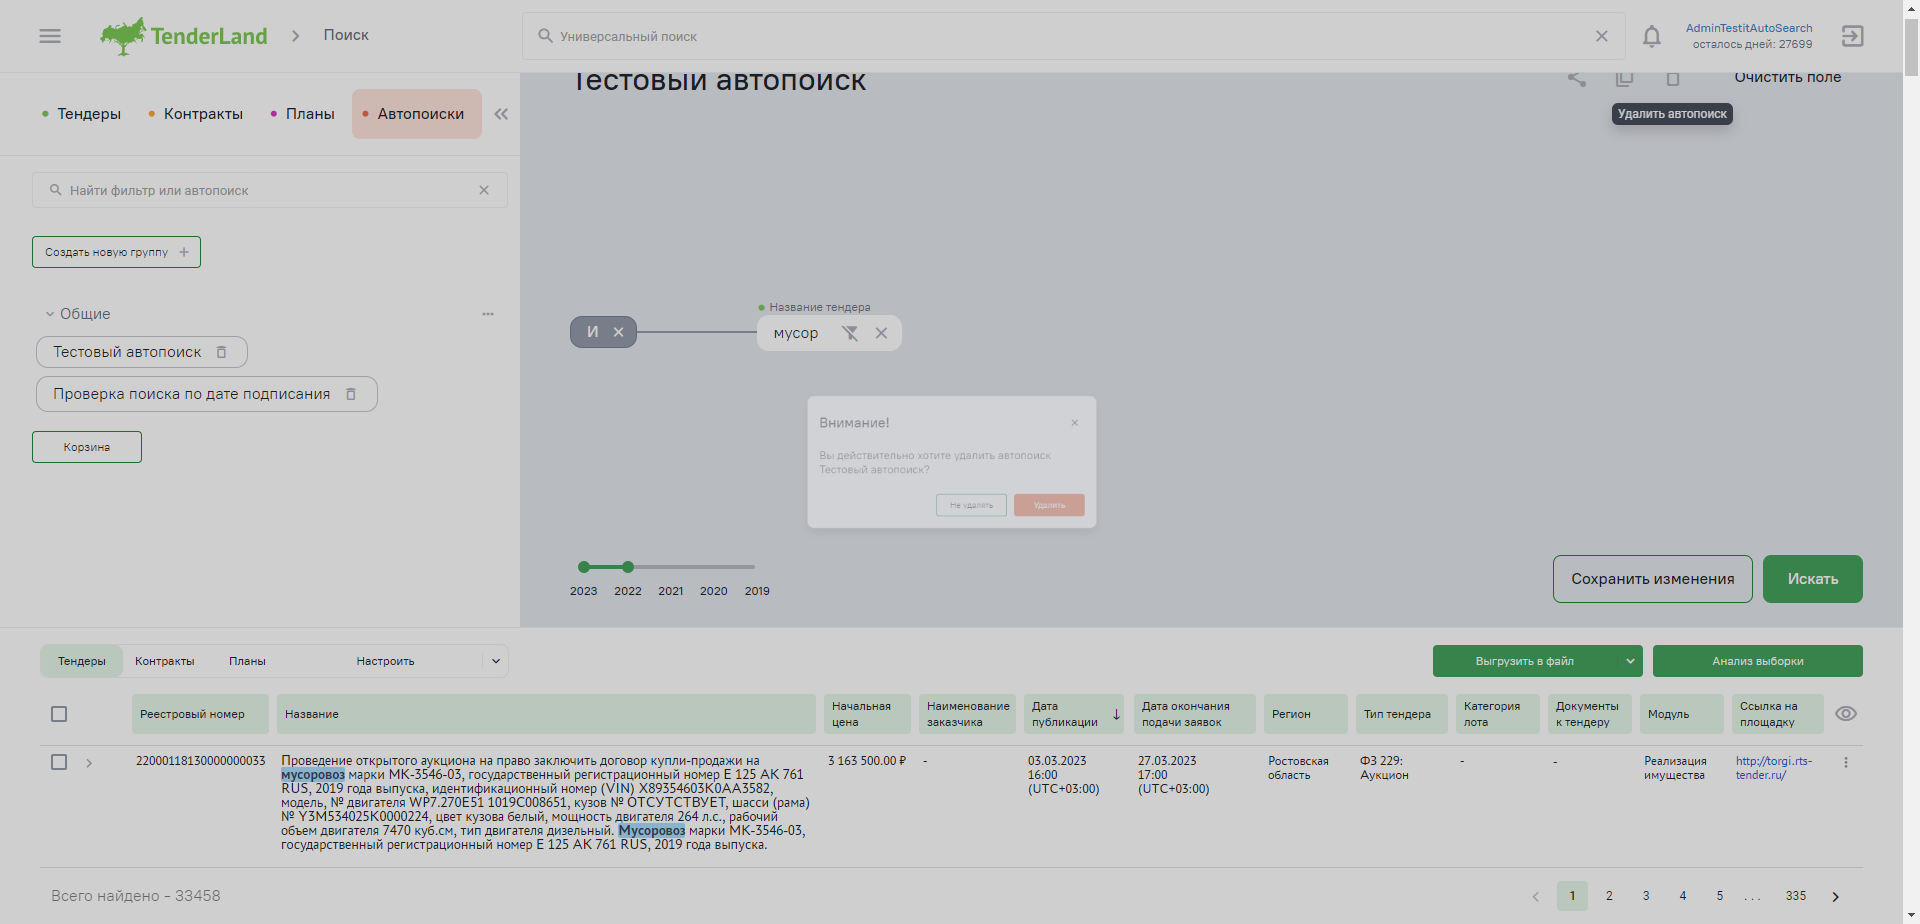 TenderLand
Поиск
Универсальный поиск
AdminTestitAutoSearch
осталось дней: 27699
Тендеры
Контракты
Планы
Автопоиски
Тестовый автопоиск
Очистить поле
Удалить автопоиск
Найти фильтр или автопоиск
Создать новую группу
Общие
Тестовый автопоиск
Проверка поиска по дате подписания
Корзина
Название тендера
И
мусор
Внимание!
Вы действительно хотите удалить автопоиск
Тестовый автопоиск?
Не удалять
Удалить
2023 2022 2021 2020 2019
Сохранить изменения
Искать
Тендеры
Контракты
Планы
Настроить
Выгрузить в файл
Анализ выборки
Реестровый номер
Название
Начальная
цена
Наименование
заказчика
Дата
публикации
Дата окончания
подачи заявок
Регион
Тип тендера
Категория
лота
Документы
к тендеру
Модуль
Ссылка на
площадку
22000118130000000033
Проведение открытого аукциона на право заключить договор купли-продажи на
мусоровоз марки МК-3546-03, государственный регистрационный номер Е 125 АК 761
RUS, 2019 года выпуска, идентификационный номер (VIN) X89354603K0AA3582,
модель, № двигателя WP7.270E51 1019C008651, кузов № ОТСУТСТВУЕТ, шасси (рама)
№ Y3M534025K0000224, цвет кузова белый, мощность двигателя 264 л.с., рабочий
объем двигателя 7470 куб.см, тип двигателя дизельный. Мусоровоз марки МК-3546-03,
государственный регистрационный номер Е 125 АК 761 RUS, 2019 года выпуска.
3 163 500.00 ₽
-
03.03.2023
16:00
(UTC+03:00)
27.03.2023
17:00
(UTC+03:00)
Ростовская
область
ФЗ 229:
Аукцион
-
-
Реализация
имущества
http://torgi.rts-
tender.ru/
Всего найдено - 33458
1 2 3 4 5 ... 335